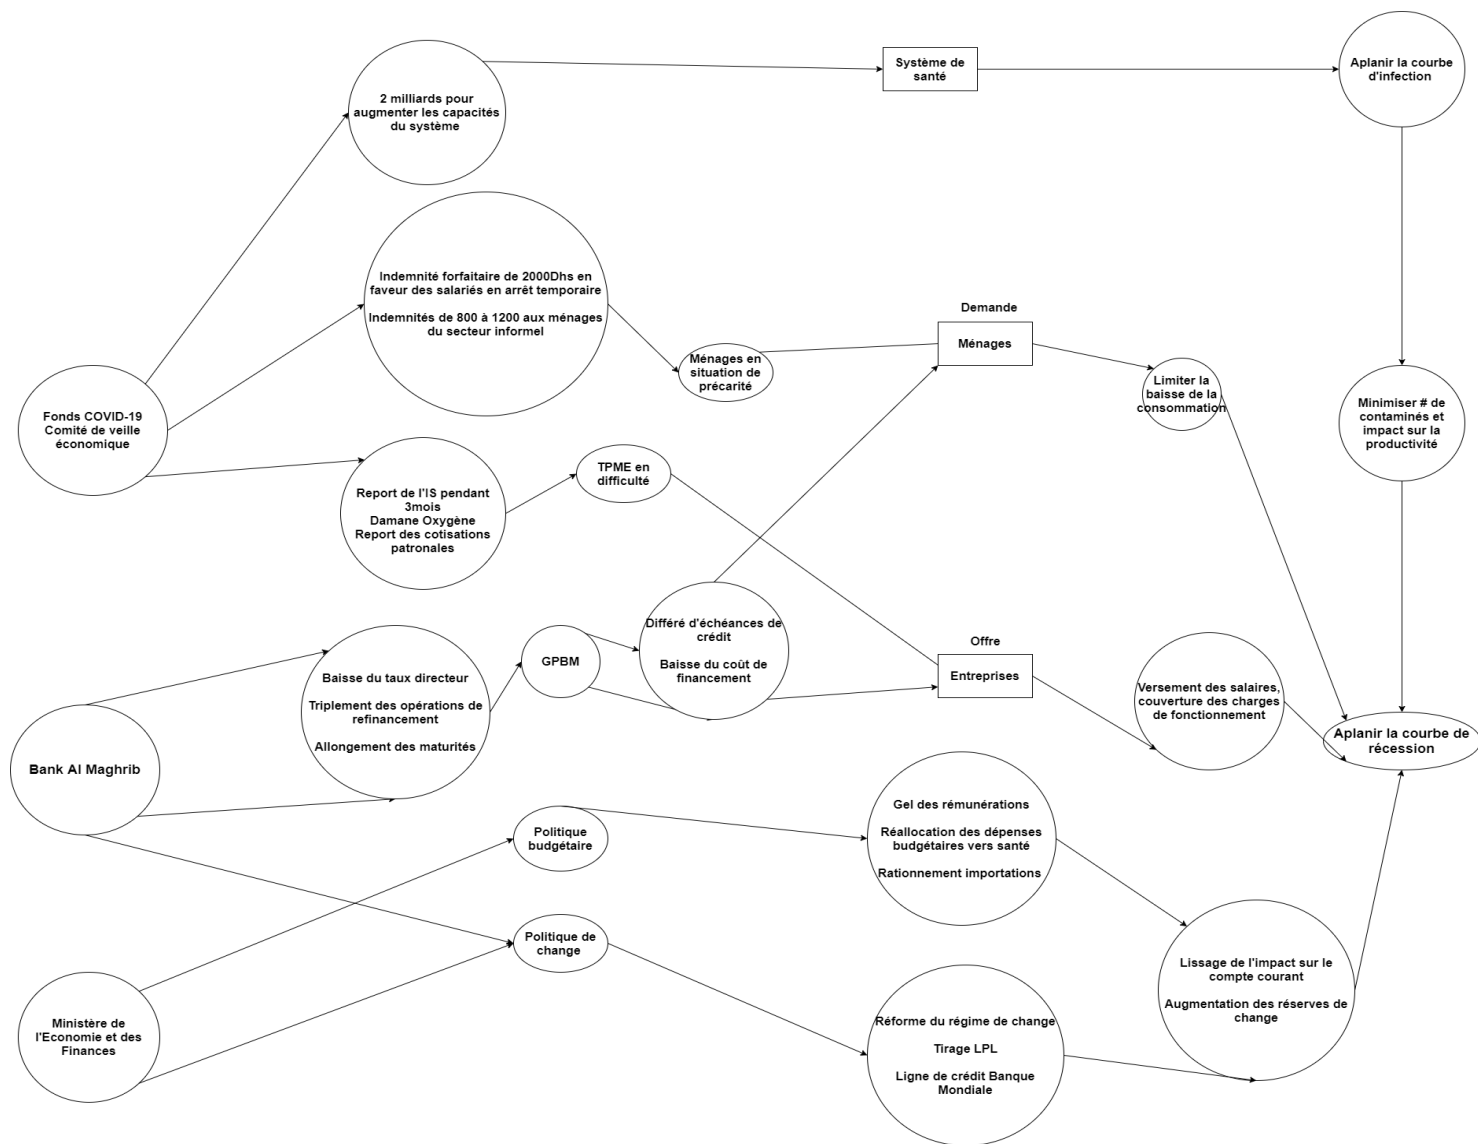 2 milliards pour
augmenter les capacités
du système
Système de
santé
Aplanir la courbe
d'infection
Indemnité forfaitaire de 2000Dhs en
faveur des salariés en arrêt temporaire
Indemnités de 800 à 1200 aux ménages
du secteur informel
Demande
Ménages
Ménages en
situation de
précarité
Limiter la
baisse de la
consommation
Fonds COVID-19
Comité de veille
économique
Minimiser # de
contaminés et
impact sur la
productivité
Report de l'IS pendant
3mois
Damane Oxygène
Report des cotisations
patronales
TPME en
difficulté
Différé d'échéances de
crédit
Baisse du coût de
financement
Offre
Entreprises
GPBM
Baisse du taux directeur
Triplement des opérations de
refinancement
Allongement des maturités
Versement des salaires,
couverture des charges
de fonctionnement
Aplanir la courbe de
récession
Bank Al Maghrib
Politique
budgétaire
Gel des rémunérations
Réallocation des dépenses
budgétaires vers santé
Rationnement importations
Politique de
change
Lissage de l'impact sur le
compte courant
Augmentation des réserves de
change
Ministère de
l'Economie et des
Finances
Réforme du régime de change
Tirage LPL
Ligne de crédit Banque
Mondiale